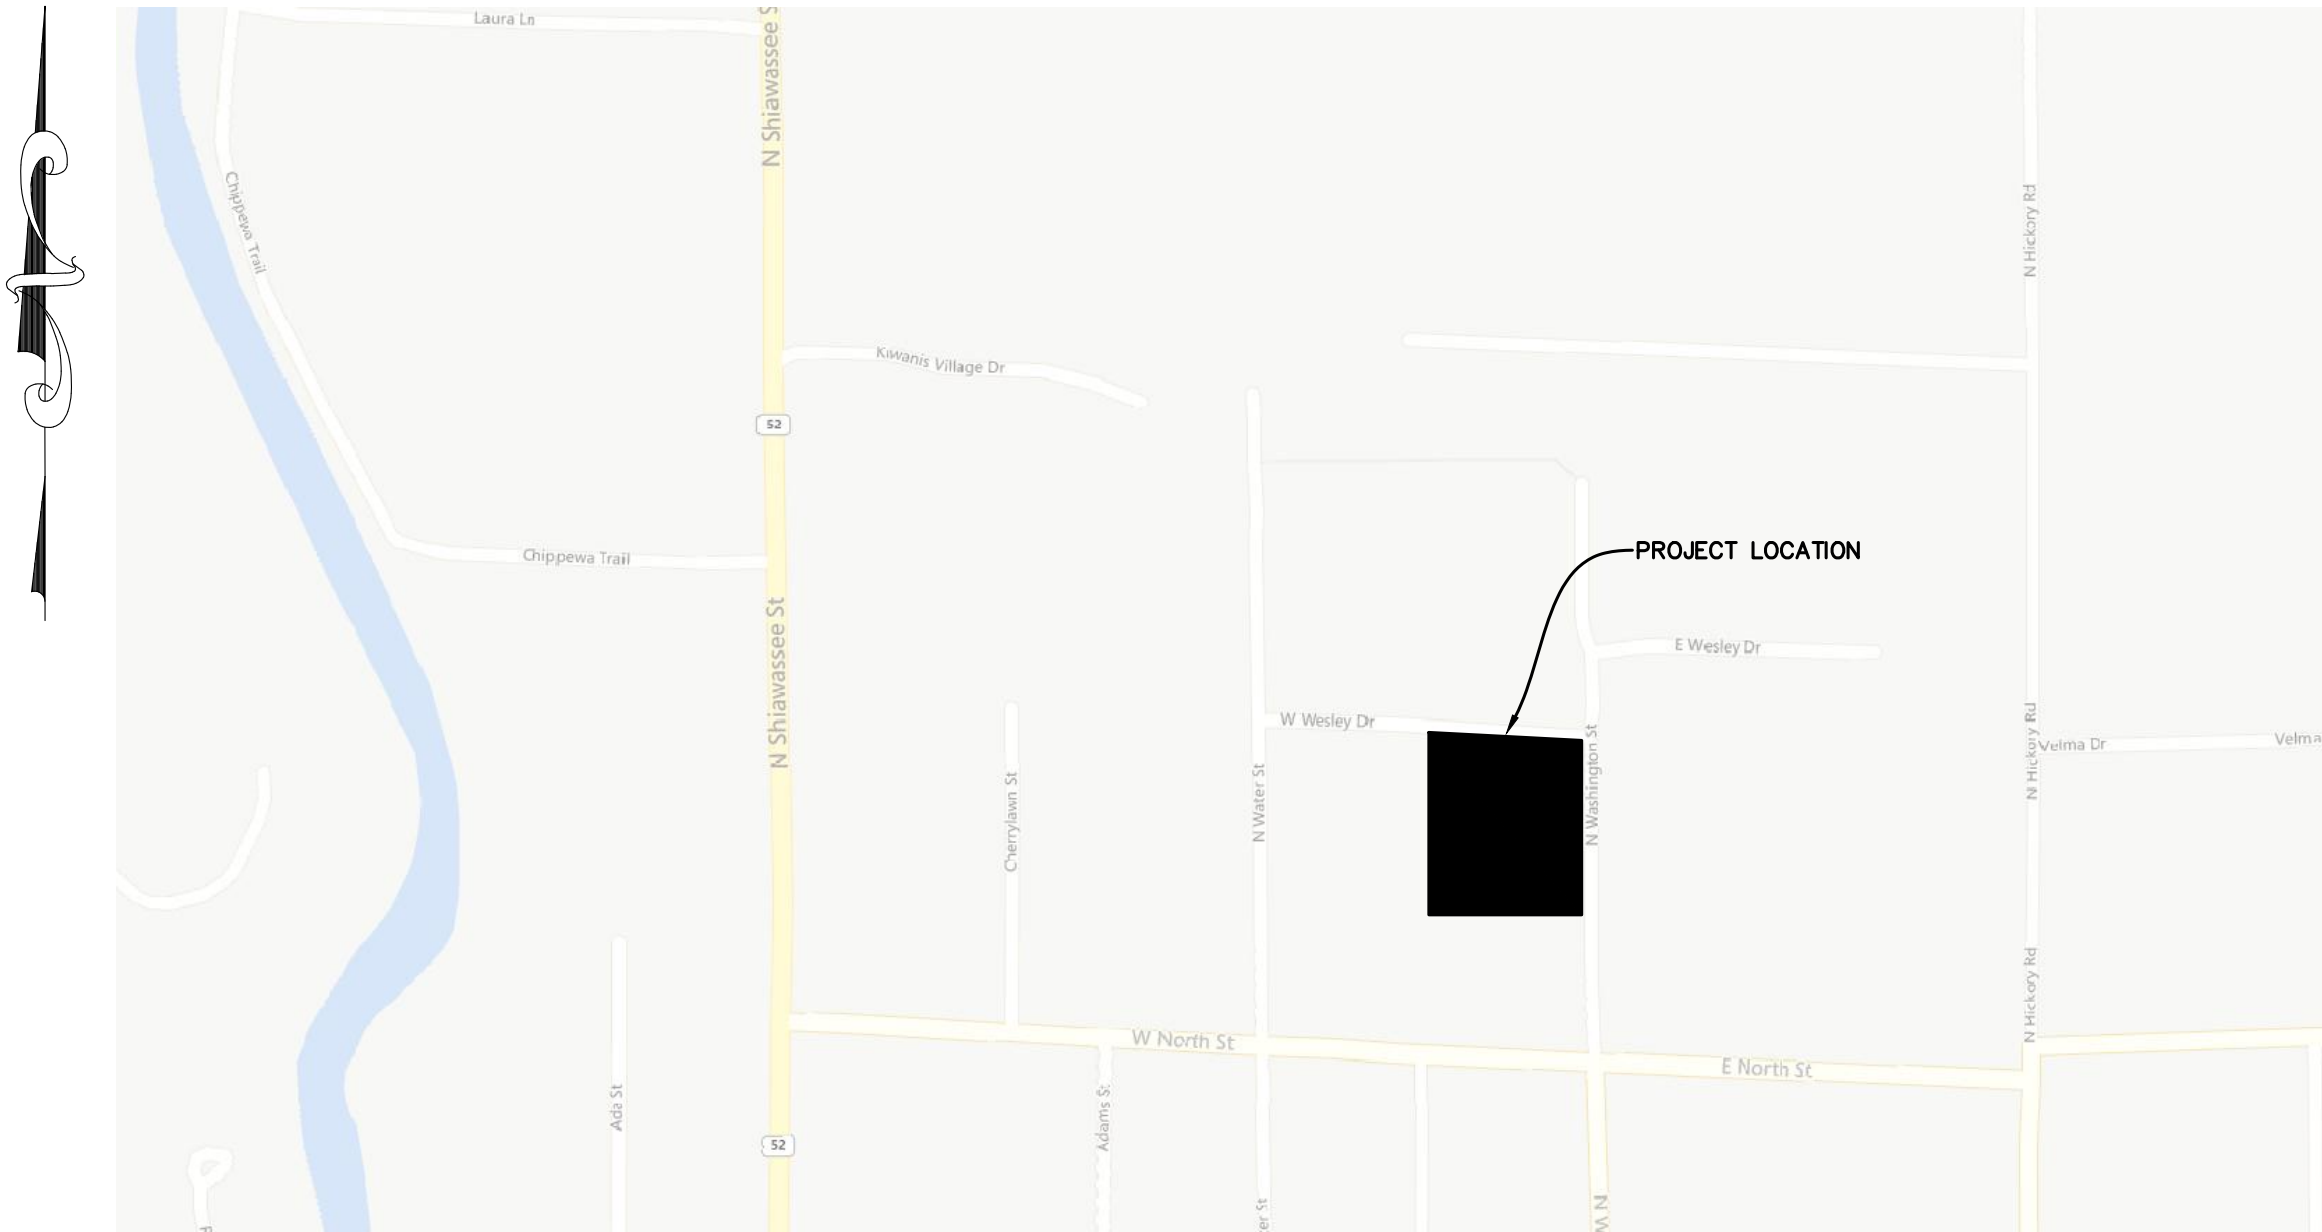 Laura Ln
N Shiawassee S
N Hickory Rd
Chippewa Trail
Kiwanis Village Dr
52
Chippewa Trail
PROJECT LOCATION
N Shiawassee St
E Wesley Dr
W Wesley Dr
N Washington St
N Hickory Rd
Velma Dr
Velma
Cherrylawn St
N Water St
N Hickory Rd
W North St
E North St
Ada St
Adams St
52
er St
N W